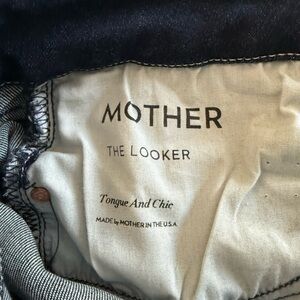 MOTHER
THE LOOKER
Tongue And Chic
MADE by MOTHER IN THE U.S.A.